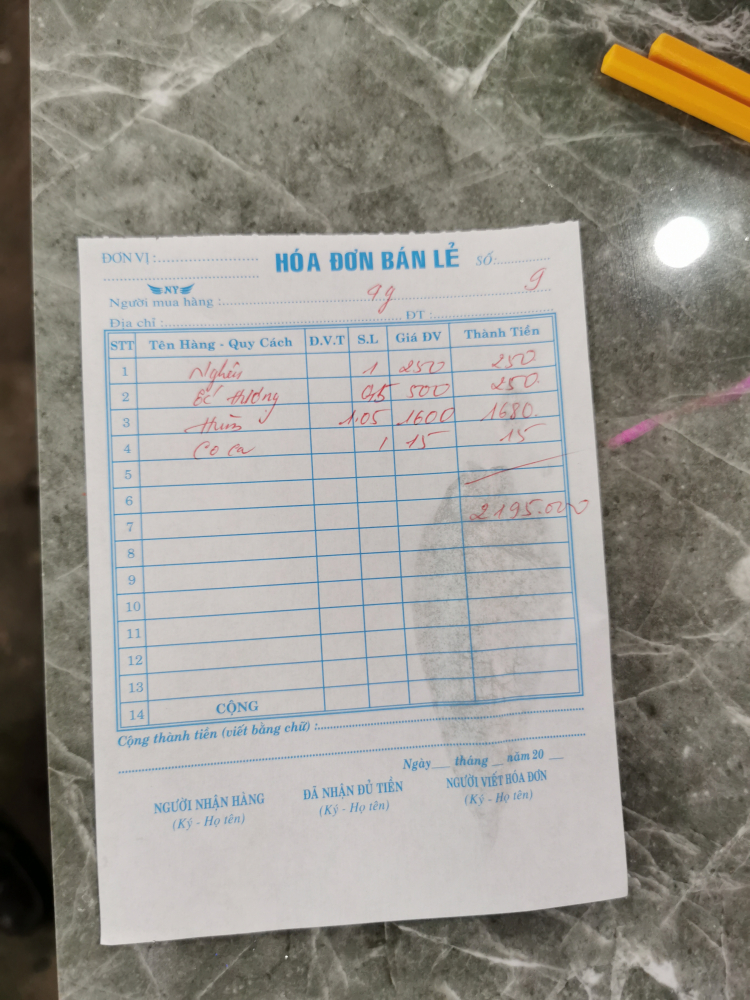 ĐƠN VỊ :
HÓA ĐƠN BÁN LẺ
SỐ:
NY
9
Người mua hàng : 9g
Địa chỉ : ĐT :
STT Tên Hàng - Quy Cách Đ.V.T S.L Giá ĐV Thành Tiền
1 Nghêu 1 250 250
2 Ốc hương 0,5 500 250
3 1.05 1600 1680
4 Co ca 1 15 15
5
6
7 2195.000
8
9
10
11
12
13
14 CỘNG
Cộng thành tiền (viết bằng chữ) :
Ngày tháng năm 20
NGƯỜI NHẬN HÀNG ĐÃ NHẬN ĐỦ TIỀN NGƯỜI VIẾT HÓA ĐƠN
(Ký - Họ tên) (Ký - Họ tên) (Ký - Họ tên)